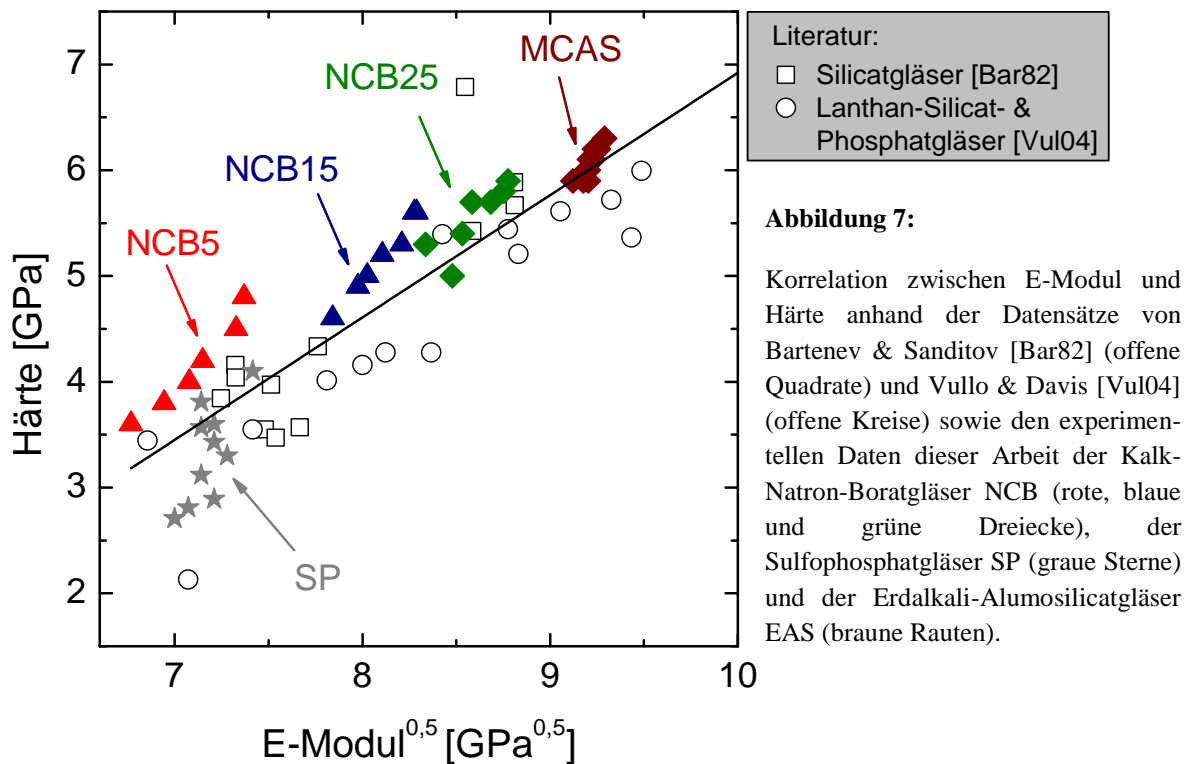 7
6
5
4
3
2
Härte [GPa]
7
8
9
10
E-Modul0,5 [GPa0,5]
MCAS
NCB25
NCB15
NCB5
SP
Literatur:
Silicatgläser [Bar82]
Lanthan-Silicat- &
Phosphatgläser [Vul04]
Abbildung 7:
Korrelation zwischen E-Modul und
Härte anhand der Datensätze von
Bartenev & Sanditov [Bar82] (offene
Quadrate) und Vullo & Davis [Vul04]
(offene Kreise) sowie den experimen-
tellen Daten dieser Arbeit der Kalk-
Natron-Boratgläser NCB (rote, blaue
und grüne Dreiecke), der
Sulfophosphatgläser SP (graue Sterne)
und der Erdalkali-Alumosilicatgläser
EAS (braune Rauten).